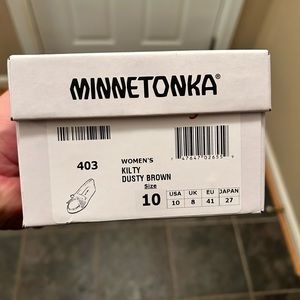 MINNETONKA®
403
WOMEN'S
KILTY
DUSTY BROWN
Size
10
USA UK EU JAPAN
10 8 41 27